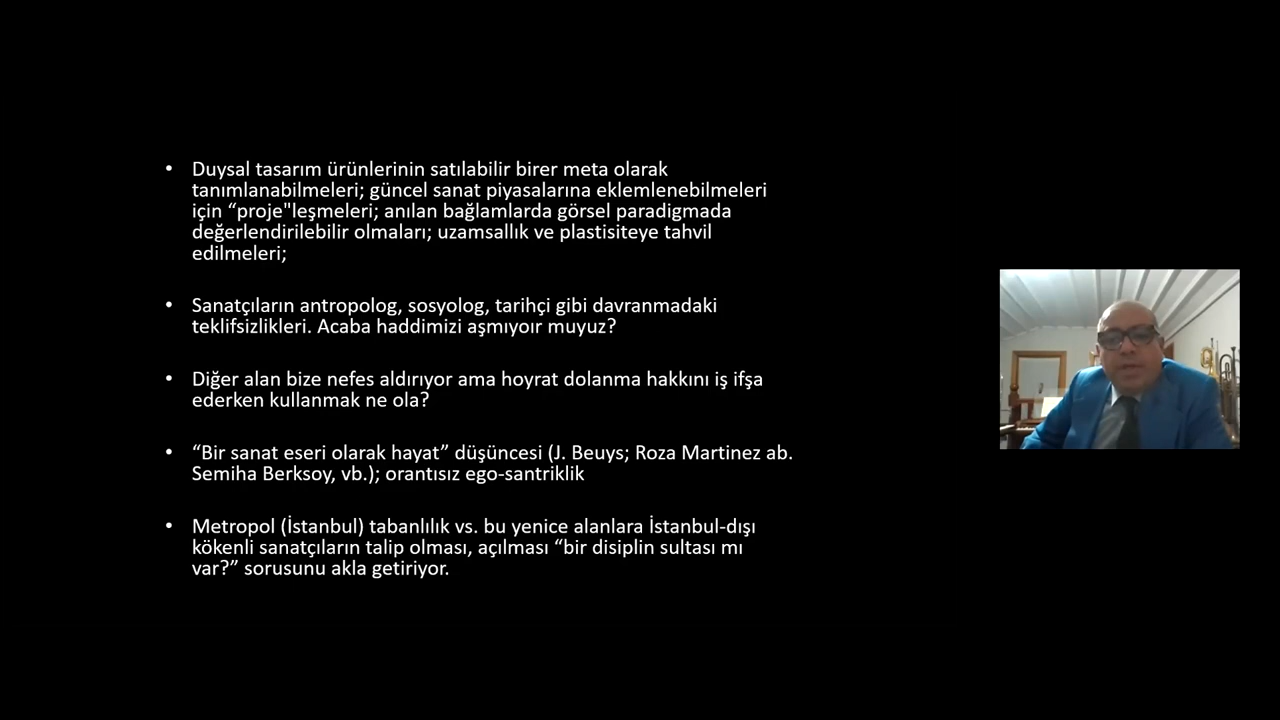 • Duysal tasarım ürünlerinin satılabilir birer meta olarak
tanımlanabilmeleri; güncel sanat piyasalarına eklemlenebilmeleri
için “proje"leşmeleri; anılan bağlamlarda görsel paradigmada
değerlendirilebilir olmaları; uzamsallık ve plastisiteye tahvil
edilmeleri;
• Sanatçıların antropolog, sosyolog, tarihçi gibi davranmadaki
teklifsizlikleri. Acaba haddimizi aşmıyoır muyuz?
• Diğer alan bize nefes aldırıyor ama hoyrat dolanma hakkını iş ifşa
ederken kullanmak ne ola?
• “Bir sanat eseri olarak hayat” düşüncesi (J. Beuys; Roza Martinez ab.
Semiha Berksoy, vb.); orantısız ego-santriklik
• Metropol (İstanbul) tabanlılık vs. bu yenice alanlara İstanbul-dışı
kökenli sanatçıların talip olması, açılması “bir disiplin sultası mı
var?” sorusunu akla getiriyor.